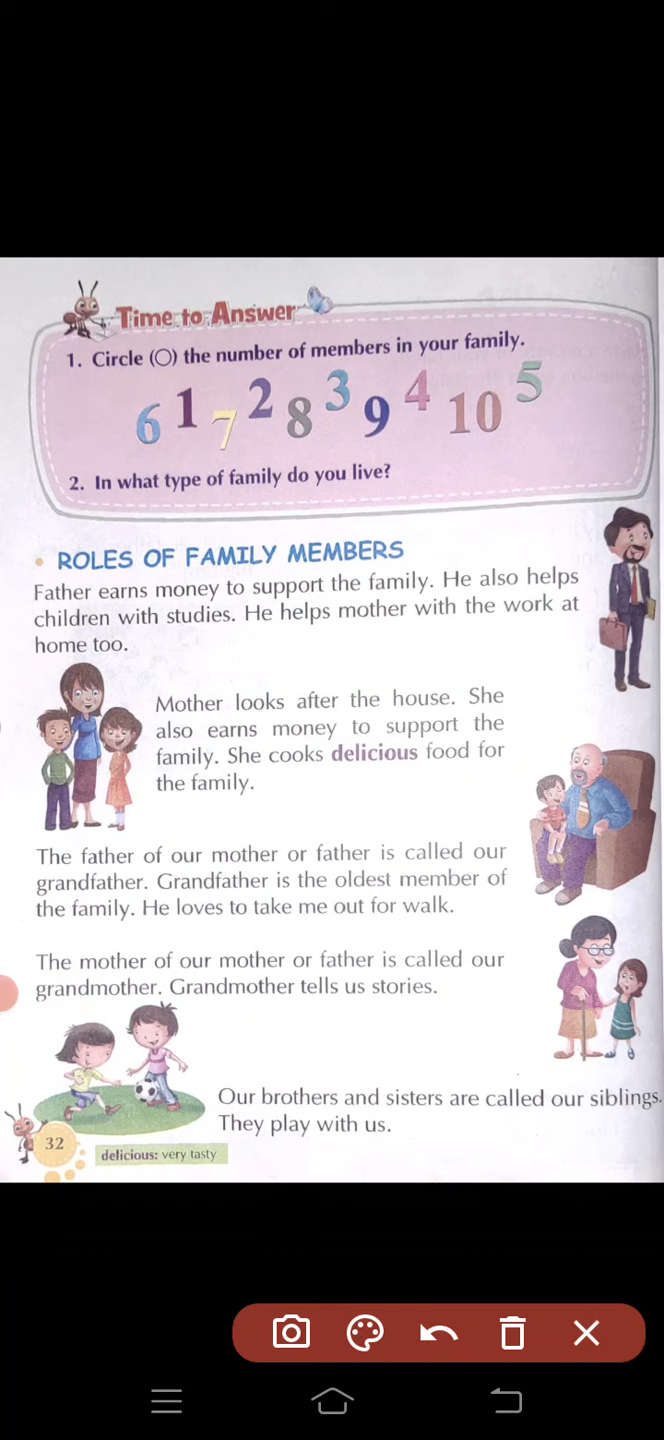 Time to Answer
1. Circle (○) the number of members in your family.
6 1 7 2 8 3 9 4 10 5
2. In what type of family do you live?
• ROLES OF FAMILY MEMBERS
Father earns money to support the family. He also helps
children with studies. He helps mother with the work at
home too.
Mother looks after the house. She
also earns money to support the
family. She cooks delicious food for
the family.
The father of our mother or father is called our
grandfather. Grandfather is the oldest member of
the family. He loves to take me out for walk.
The mother of our mother or father is called our
grandmother. Grandmother tells us stories.
Our brothers and sisters are called our siblings.
They play with us.
32
delicious: very tasty